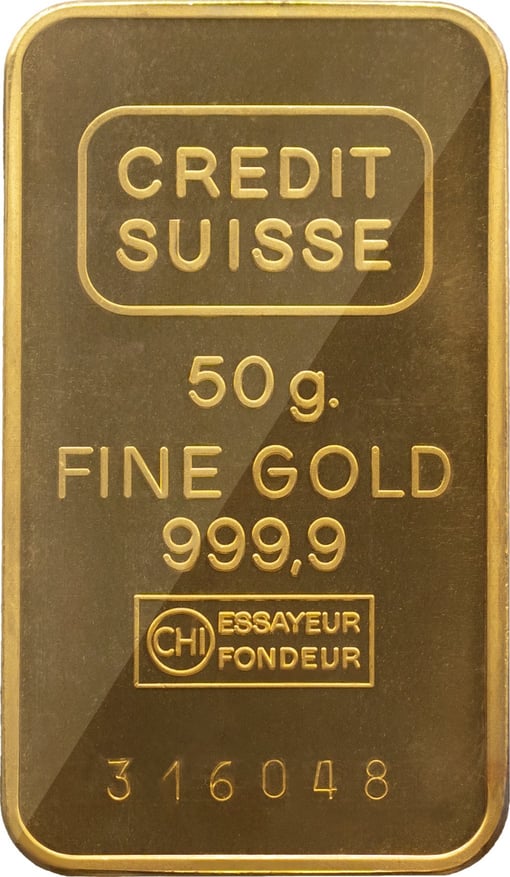 CREDIT
SUISSE
50 g.
FINE GOLD
999,9
CHI ESSAYEUR
FONDEUR
316048